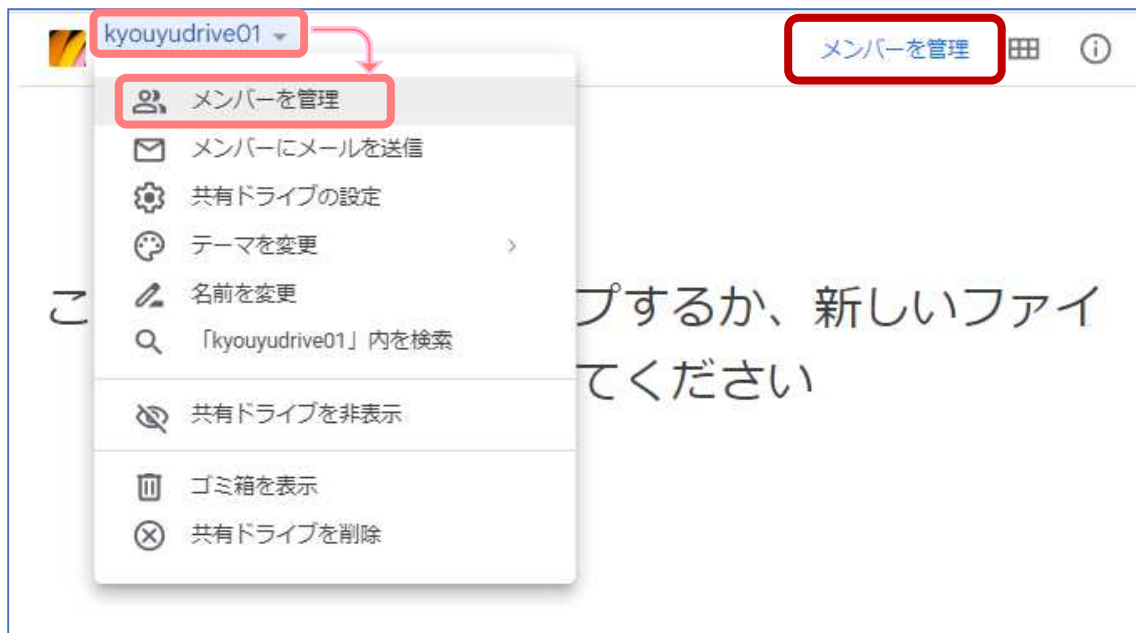 kyouyudrive01
メンバーを管理
メンバーを管理
メンバーにメールを送信
共有ドライブの設定
テーマを変更
名前を変更
「kyouyudrive01」内を検索
共有ドライブを非表示
ゴミ箱を表示
共有ドライブを削除
こ
プするか、新しいファイ
てください